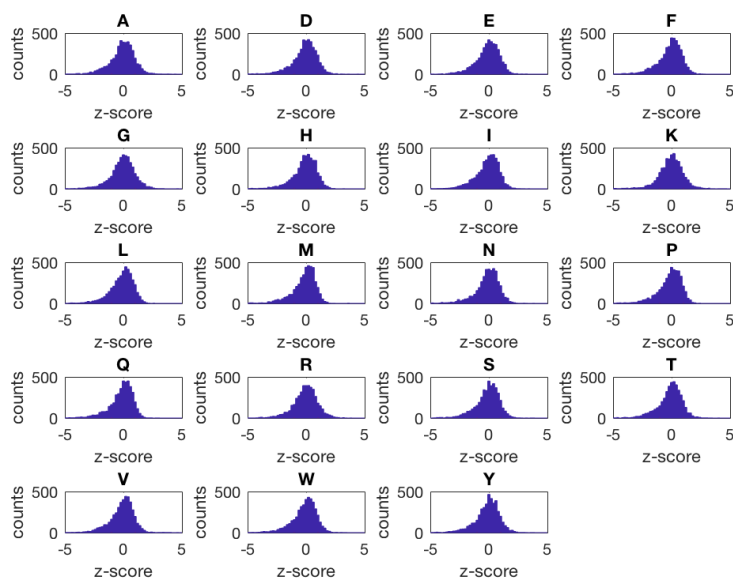 A D E F
500 500 500 500
counts counts counts counts
0 0 0 0
-5 0 5 -5 0 5 -5 0 5 -5 0 5
z-score z-score z-score z-score
G H I K
500 500 500 500
counts counts counts counts
0 0 0 0
-5 0 5 -5 0 5 -5 0 5 -5 0 5
z-score z-score z-score z-score
L M N P
500 500 500 500
counts counts counts counts
0 0 0 0
-5 0 5 -5 0 5 -5 0 5 -5 0 5
z-score z-score z-score z-score
Q R S T
500 500 500 500
counts counts counts counts
0 0 0 0
-5 0 5 -5 0 5 -5 0 5 -5 0 5
z-score z-score z-score z-score
V W Y
500 500 500
counts counts counts
0 0 0
-5 0 5 -5 0 5 -5 0 5
z-score z-score z-score